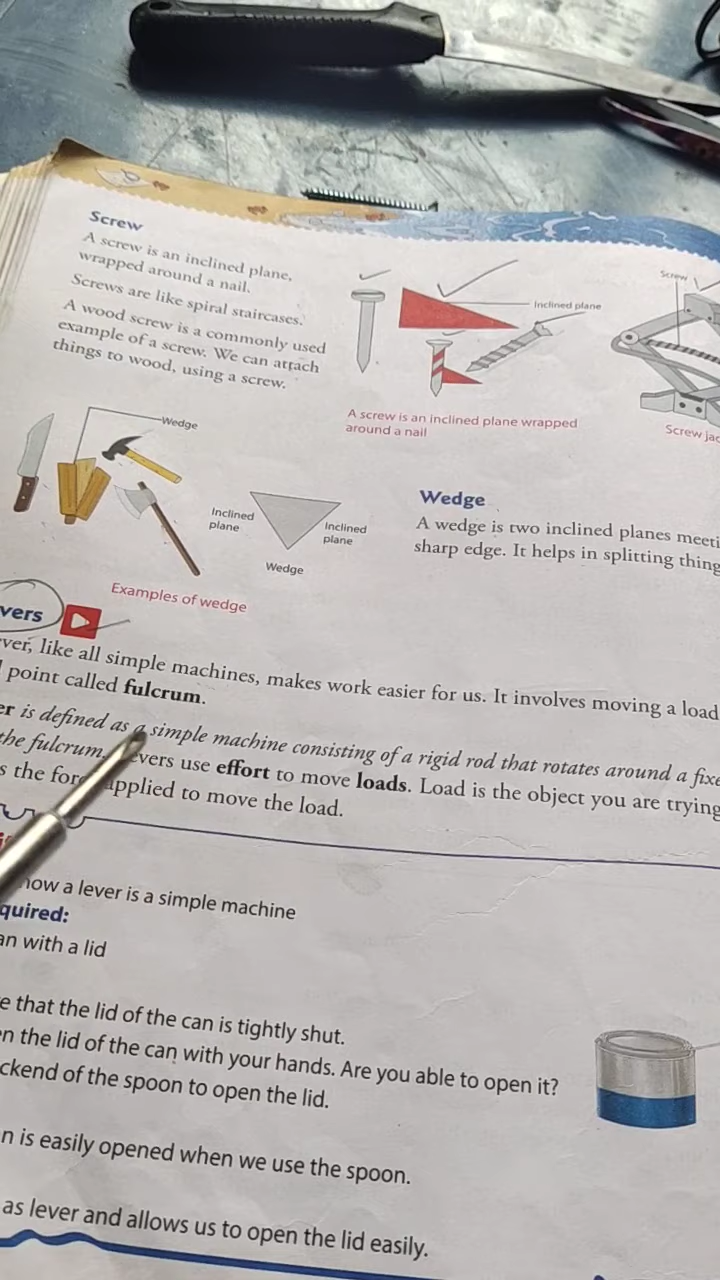 Screw
A screw is an inclined plane,
wrapped around a nail.
Screws are like spiral staircases.
A wood screw is a commonly used
example of a screw. We can attach
things to wood, using a screw.
Inclined plane
Screw
A screw is an inclined plane wrapped
around a nail
Screw
Wedge
Inclined
plane
Inclined
plane
Wedge
Examples of wedge
Wedge
A wedge is two inclined planes
sharp edge. It helps in splitting
like all simple machines, makes work easier for us. It involves moving a load
point called fulcrum.
is defined as a simple machine consisting of a rigid rod that rotates around a
the fulcrum. use effort to move loads. Load is the object you are trying
the applied to move the load.
how a lever is a simple machine
with a lid
that the lid of the can is tightly shut.
the lid of the can with your hands. Are you able to open it?
of the spoon to open the lid.
is easily opened when we use the spoon.
as lever and allows us to open the lid easily.